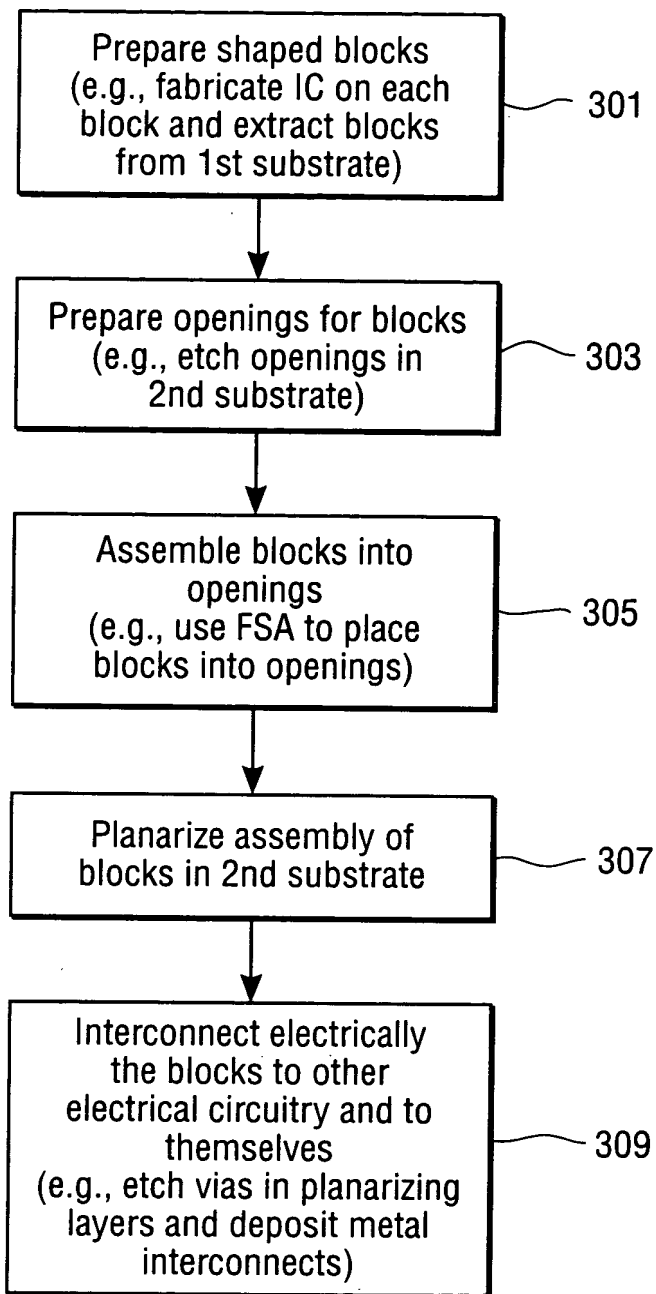 Prepare shaped blocks
(e.g., fabricate IC on each
block and extract blocks
from 1st substrate)
301
Prepare openings for blocks
(e.g., etch openings in
2nd substrate)
303
Assemble blocks into
openings
(e.g., use FSA to place
blocks into openings)
305
Planarize assembly of
blocks in 2nd substrate
307
Interconnect electrically
the blocks to other
electrical circuitry and to
themselves
(e.g., etch vias in planarizing
layers and deposit metal
interconnects)
309